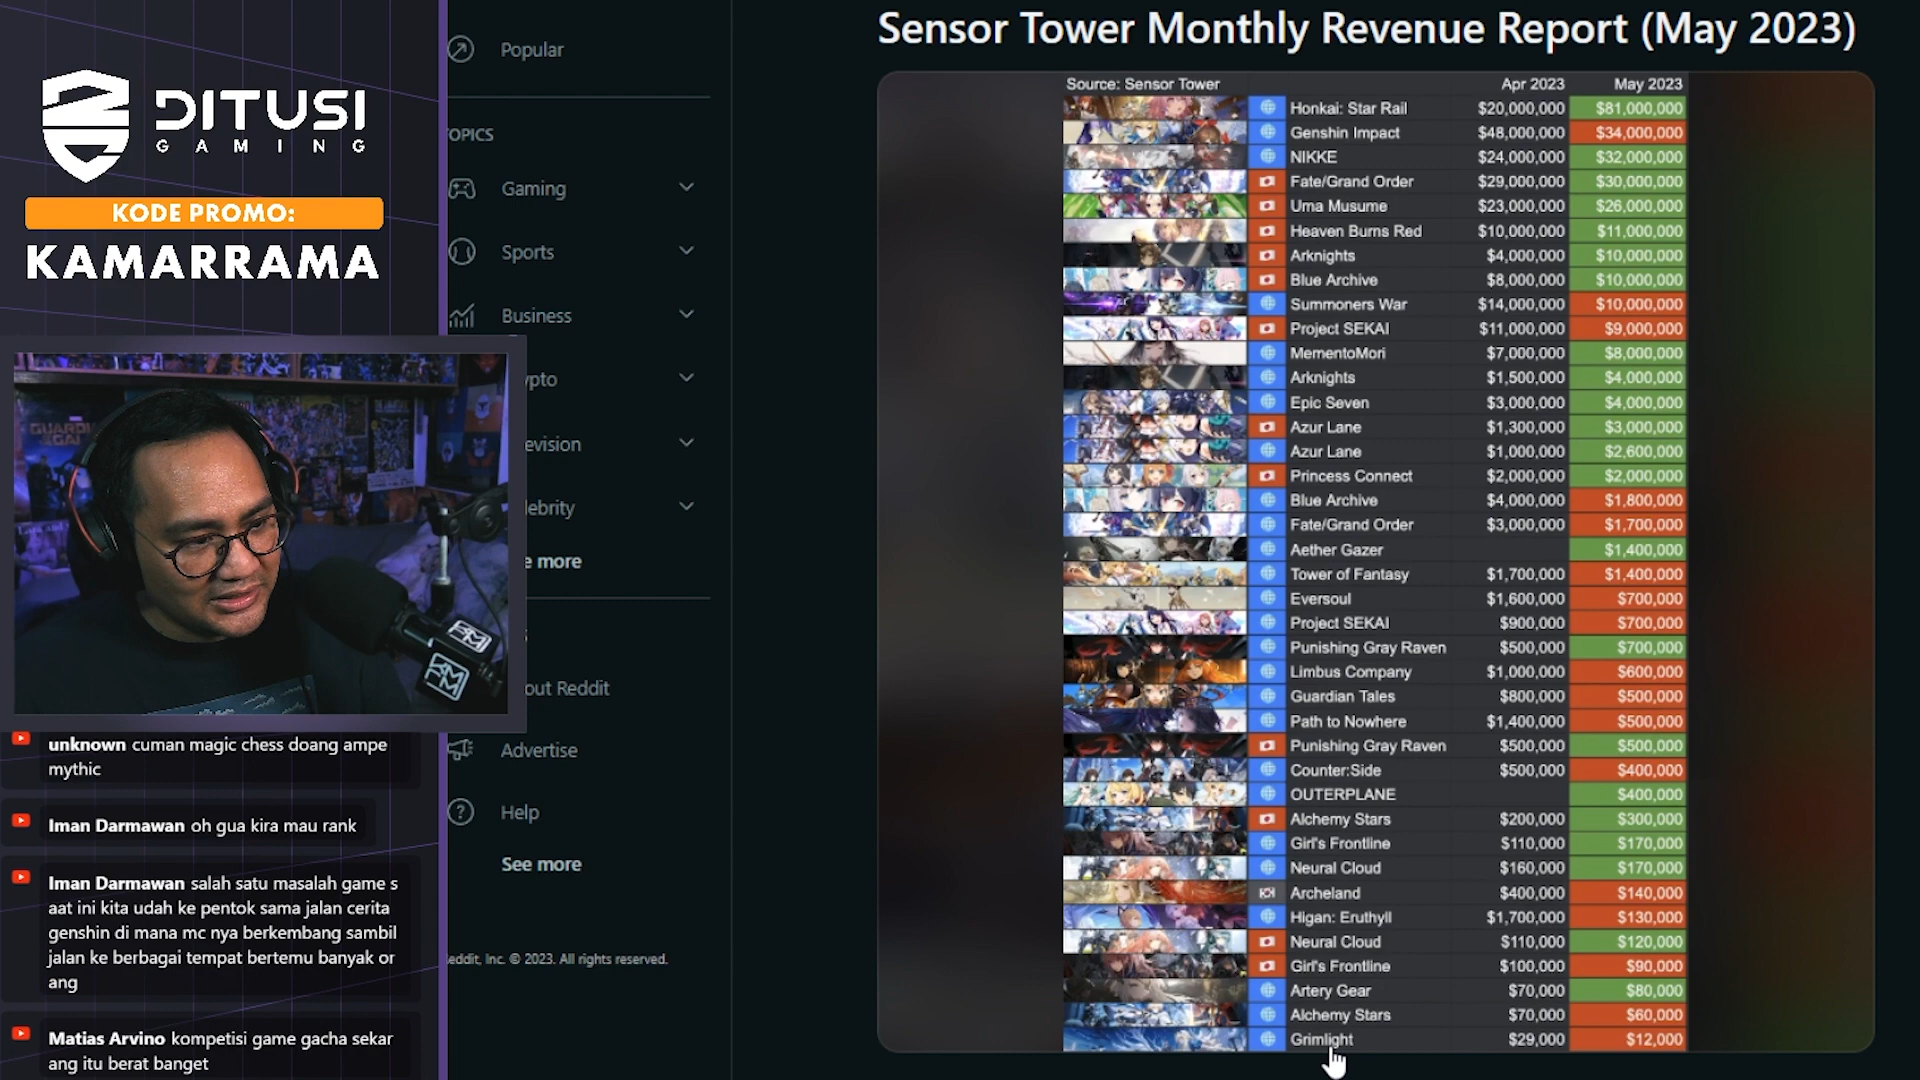 DITUSI
GAMING
KODE PROMO:
KAMARRAMA
unknown cuman magic chess doang ampe
mythic
Iman Darmawan oh gua kira mau rank
Iman Darmawan salah satu masalah game s
aat ini kita udah ke pentok sama jalan cerita
genshin di mana mc nya berkembang sambil
jalan ke berbagai tempat bertemu banyak or
ang
Matias Arvino kompetisi game gacha sekar
ang itu berat banget
Popular
OPICS
Gaming
Sports
Business
ypto
evision
lebrity
e more
out Reddit
Advertise
Help
See more
eddit, Inc. © 2023. All rights reserved.
Sensor Tower Monthly Revenue Report (May 2023)
Source: Sensor Tower Apr 2023 May 2023
Honkai: Star Rail $20,000,000 $81,000,000
Genshin Impact $48,000,000 $34,000,000
NIKKE $24,000,000 $32,000,000
Fate/Grand Order $29,000,000 $30,000,000
Uma Musume $23,000,000 $26,000,000
Heaven Burns Red $10,000,000 $11,000,000
Arknights $4,000,000 $10,000,000
Blue Archive $8,000,000 $10,000,000
Summoners War $14,000,000 $10,000,000
Project SEKAI $11,000,000 $9,000,000
MementoMori $7,000,000 $8,000,000
Arknights $1,500,000 $4,000,000
Epic Seven $3,000,000 $4,000,000
Azur Lane $1,300,000 $3,000,000
Azur Lane $1,000,000 $2,600,000
Princess Connect $2,000,000 $2,000,000
Blue Archive $4,000,000 $1,800,000
Fate/Grand Order $3,000,000 $1,700,000
Aether Gazer $1,400,000
Tower of Fantasy $1,700,000 $1,400,000
Eversoul $1,600,000 $700,000
Project SEKAI $900,000 $700,000
Punishing Gray Raven $500,000 $700,000
Limbus Company $1,000,000 $600,000
Guardian Tales $800,000 $500,000
Path to Nowhere $1,400,000 $500,000
Punishing Gray Raven $500,000 $500,000
Counter:Side $500,000 $400,000
OUTERPLANE $400,000
Alchemy Stars $200,000 $300,000
Girl's Frontline $110,000 $170,000
Neural Cloud $160,000 $170,000
Archeland $400,000 $140,000
Higan: Eruthyll $1,700,000 $130,000
Neural Cloud $110,000 $120,000
Girl's Frontline $100,000 $90,000
Artery Gear $70,000 $80,000
Alchemy Stars $70,000 $60,000
Grimlight $29,000 $12,000